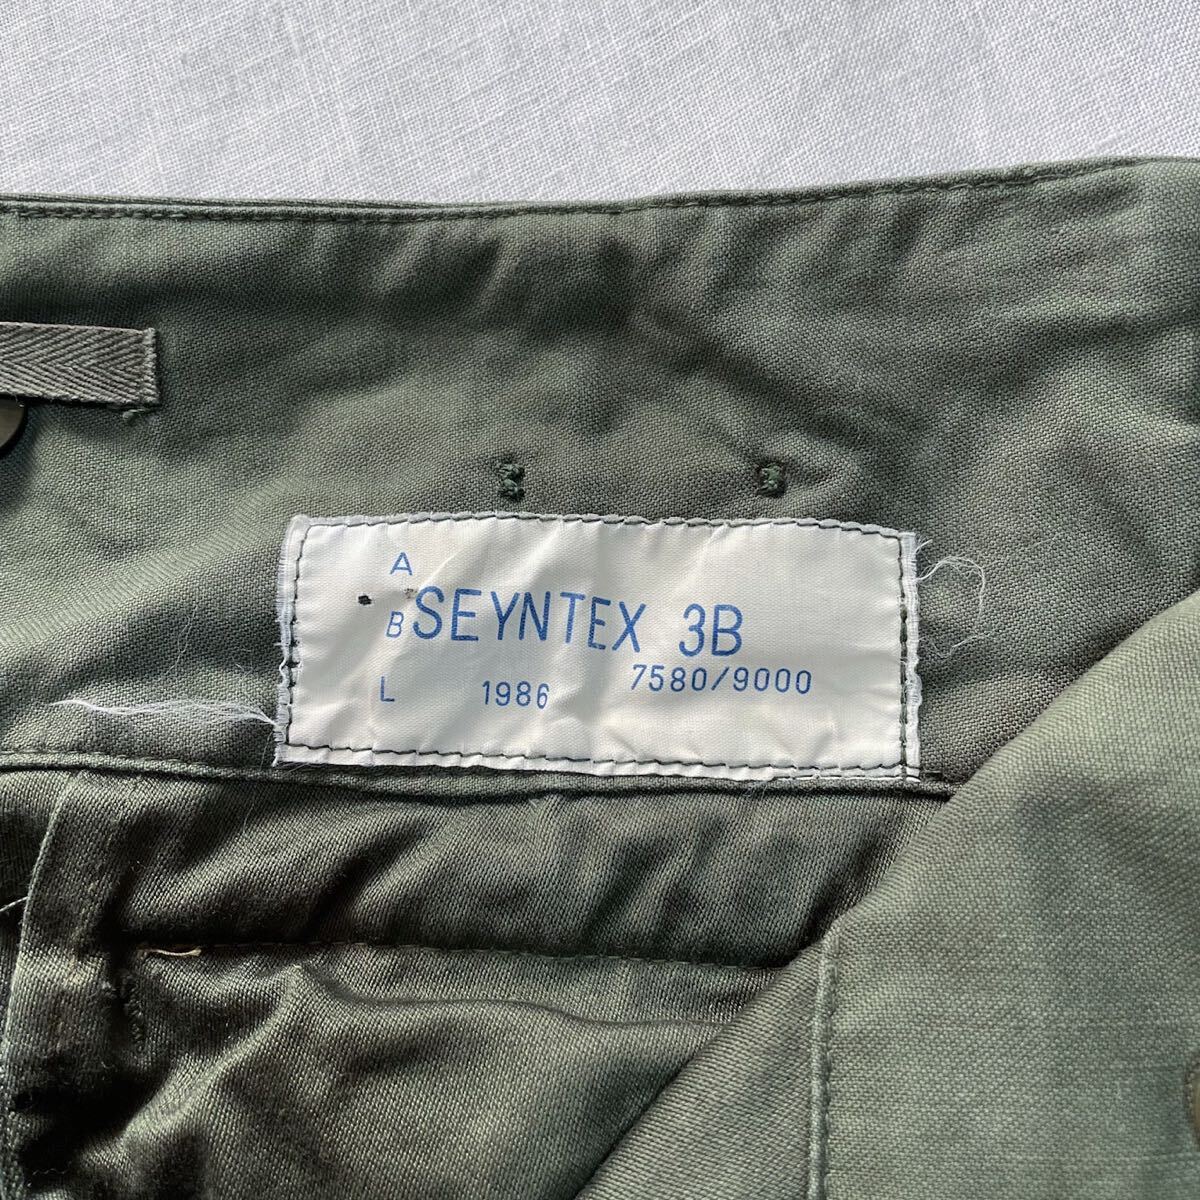 A
B SEYNTEX 3B
L 1986 7580/9000